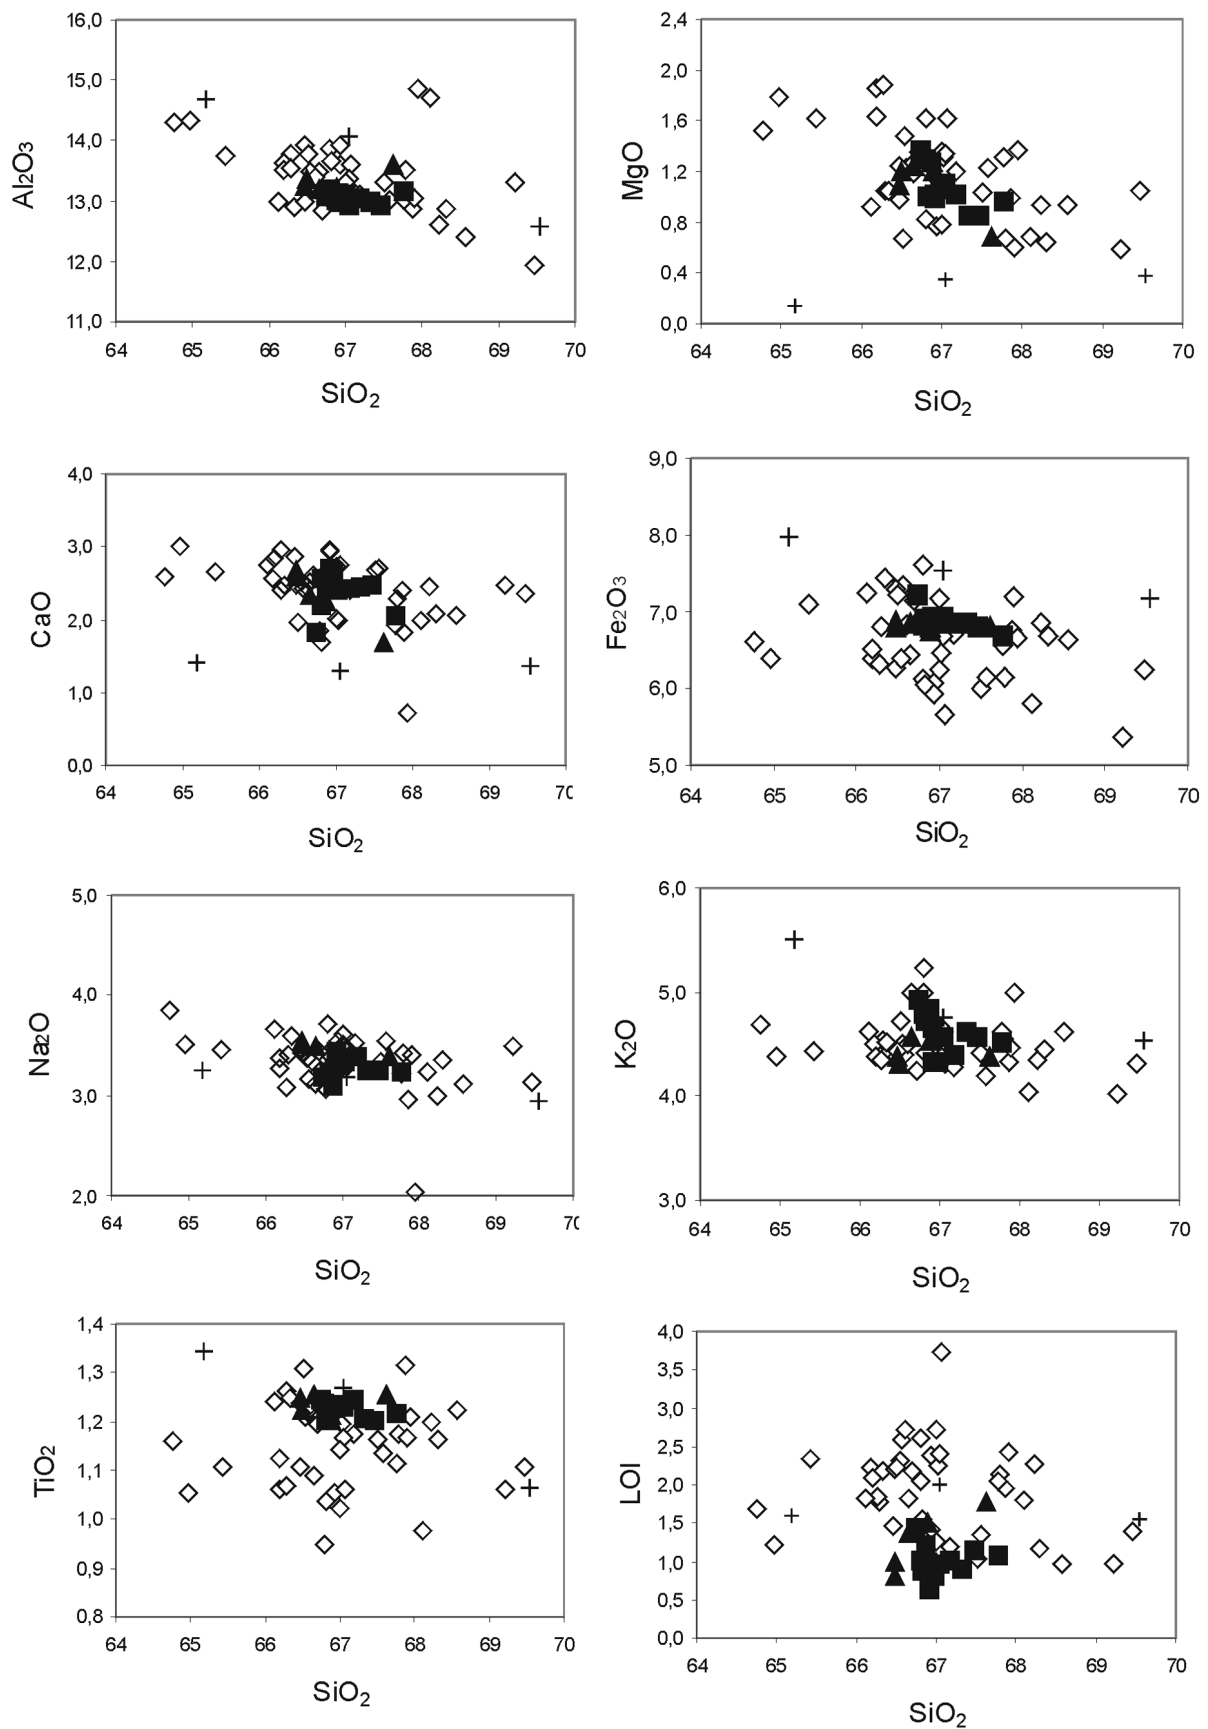 16,0
15,0
14,0
13,0
12,0
11,0
Al₂O₃
64 65 66 67 68 69 70
SiO₂
2,4
2,0
1,6
1,2
0,8
0,4
0,0
MgO
64 65 66 67 68 69 70
SiO₂
4,0
3,0
2,0
1,0
0,0
CaO
64 65 66 67 68 69 70
SiO₂
9,0
8,0
7,0
6,0
5,0
Fe₂O₃
64 65 66 67 68 69 70
SiO₂
5,0
4,0
3,0
2,0
Na₂O
64 65 66 67 68 69 70
SiO₂
6,0
5,0
4,0
3,0
K₂O
64 65 66 67 68 69 70
SiO₂
1,4
1,3
1,2
1,1
1,0
0,9
0,8
TiO₂
64 65 66 67 68 69 70
SiO₂
4,0
3,5
3,0
2,5
2,0
1,5
1,0
0,5
0,0
LOI
64 65 66 67 68 69 70
SiO₂